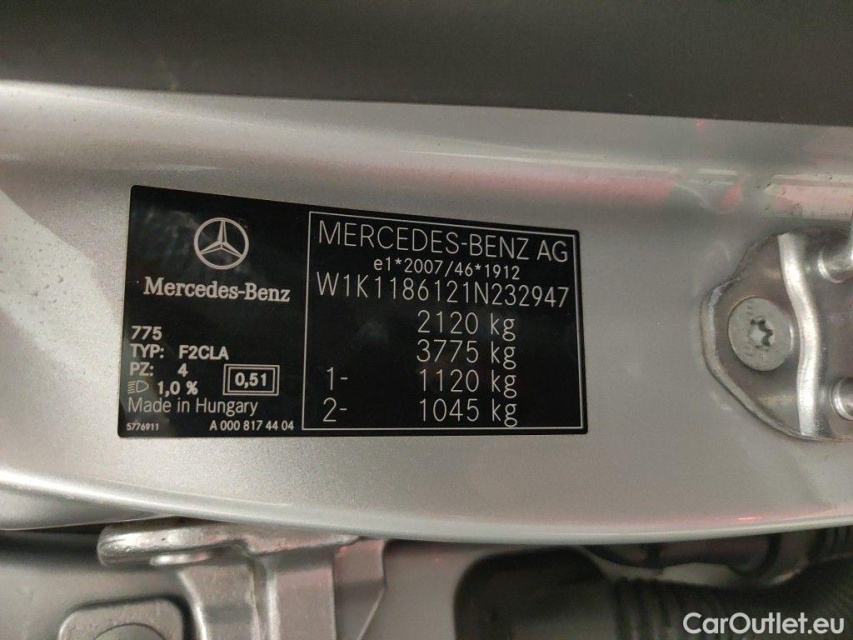 Mercedes-Benz
775
TYP: F2CLA
PZ: 4
1,0 % 0,51
Made in Hungary
5776911 A 000 817 44 04
MERCEDES-BENZ AG
e1*2007/46*1912
W1K1186121N232947
2120 kg
3775 kg
1- 1120 kg
2- 1045 kg
CarOutlet.eu